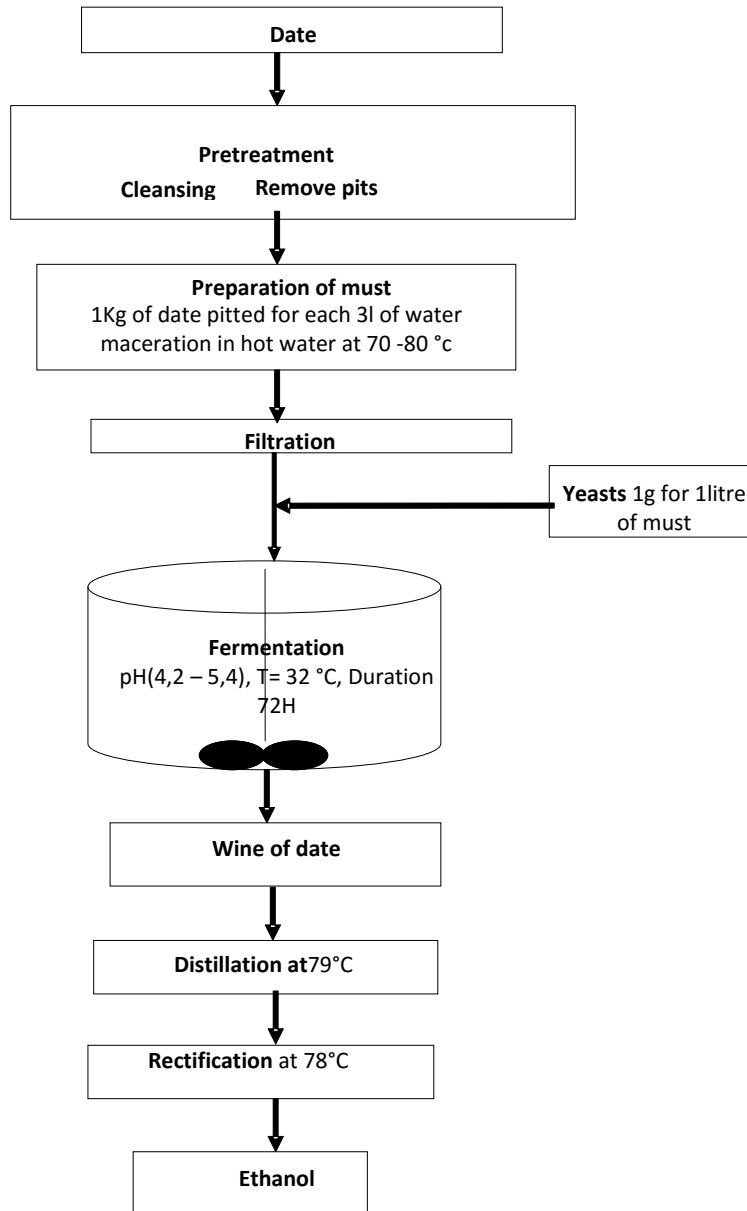 Date
Pretreatment
Cleansing Remove pits
Preparation of must
1Kg of date pitted for each 3l of water
maceration in hot water at 70 -80 °c
Filtration
Yeasts 1g for 1litre
of must
Fermentation
pH(4,2 – 5,4), T= 32 °C, Duration
72H
Wine of date
Distillation at79°C
Rectification at 78°C
Ethanol